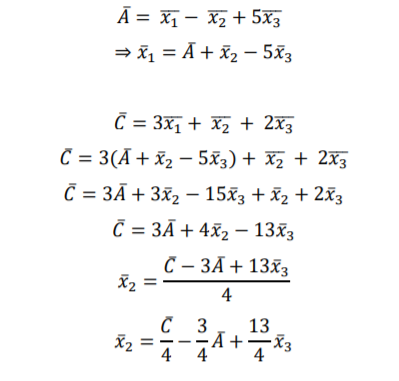 Ā = x̄₁ − x̄₂ + 5x̄₃
⇒ x̄₁ = Ā + x̄₂ − 5x̄₃
C̄ = 3x̄₁ + x̄₂ + 2x̄₃
C̄ = 3(Ā + x̄₂ − 5x̄₃) + x̄₂ + 2x̄₃
C̄ = 3Ā + 3x̄₂ − 15x̄₃ + x̄₂ + 2x̄₃
C̄ = 3Ā + 4x̄₂ − 13x̄₃
x̄₂ = (C̄ − 3Ā + 13x̄₃)/4
x̄₂ = C̄/4 − 3/4 Ā + 13/4 x̄₃